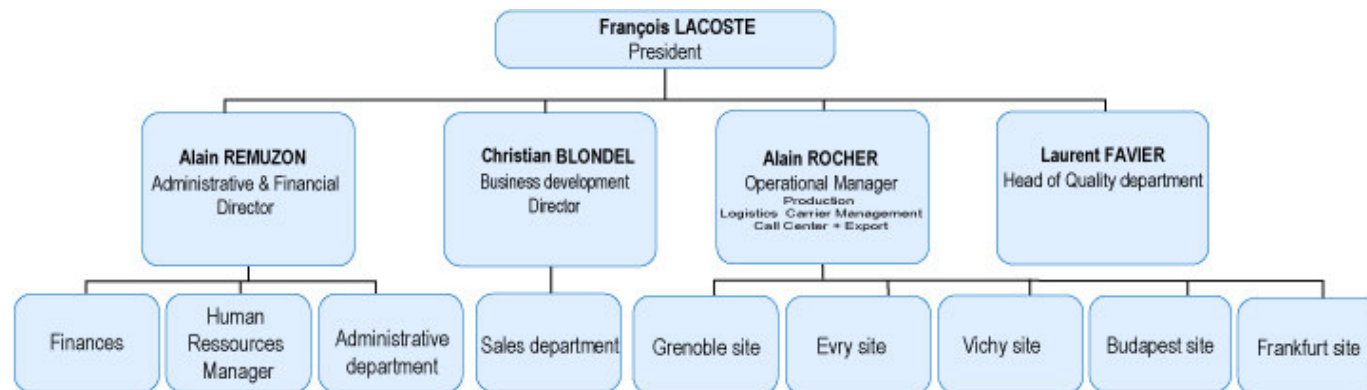 François LACOSTE
President
Alain REMUZON
Administrative & Financial
Director
Christian BLONDEL
Business development
Director
Alain ROCHER
Operational Manager
Production
Logistics Carrier Management
Call Center + Export
Laurent FAVIER
Head of Quality department
Finances
Human
Ressources
Manager
Administrative
department
Sales department
Grenoble site
Evry site
Vichy site
Budapest site
Frankfurt site